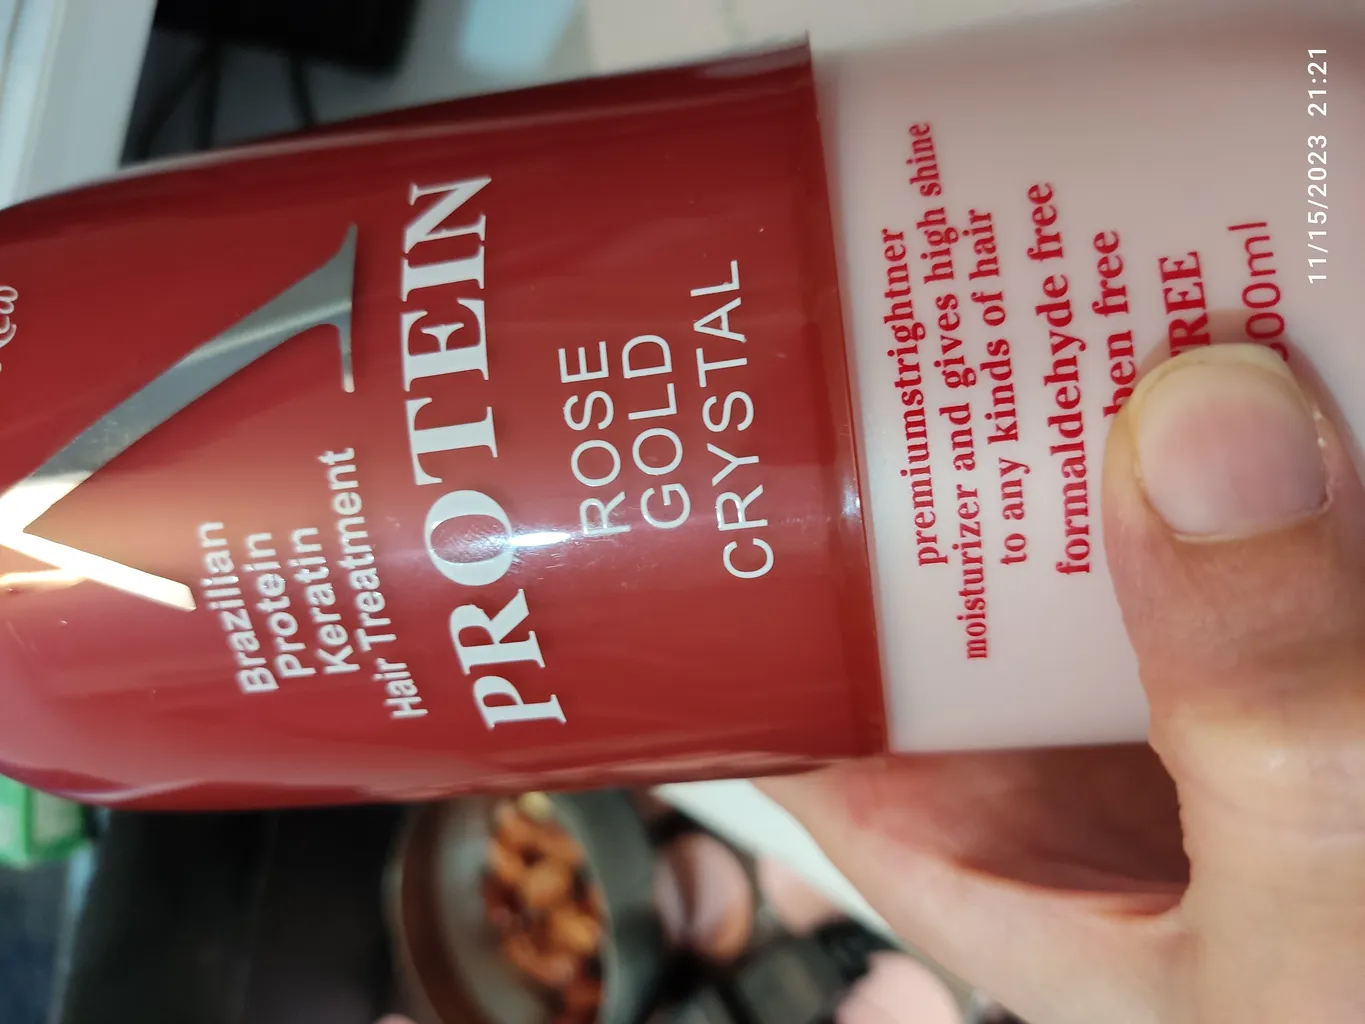 Brazilian
Protein
Keratin
Hair Treatment
PROTEIN
ROSE
GOLD
CRYSTAL
premiumstrightner
moisturizer and gives high shine
to any kinds of hair
formaldehyde free
free
11/15/2023 21:21